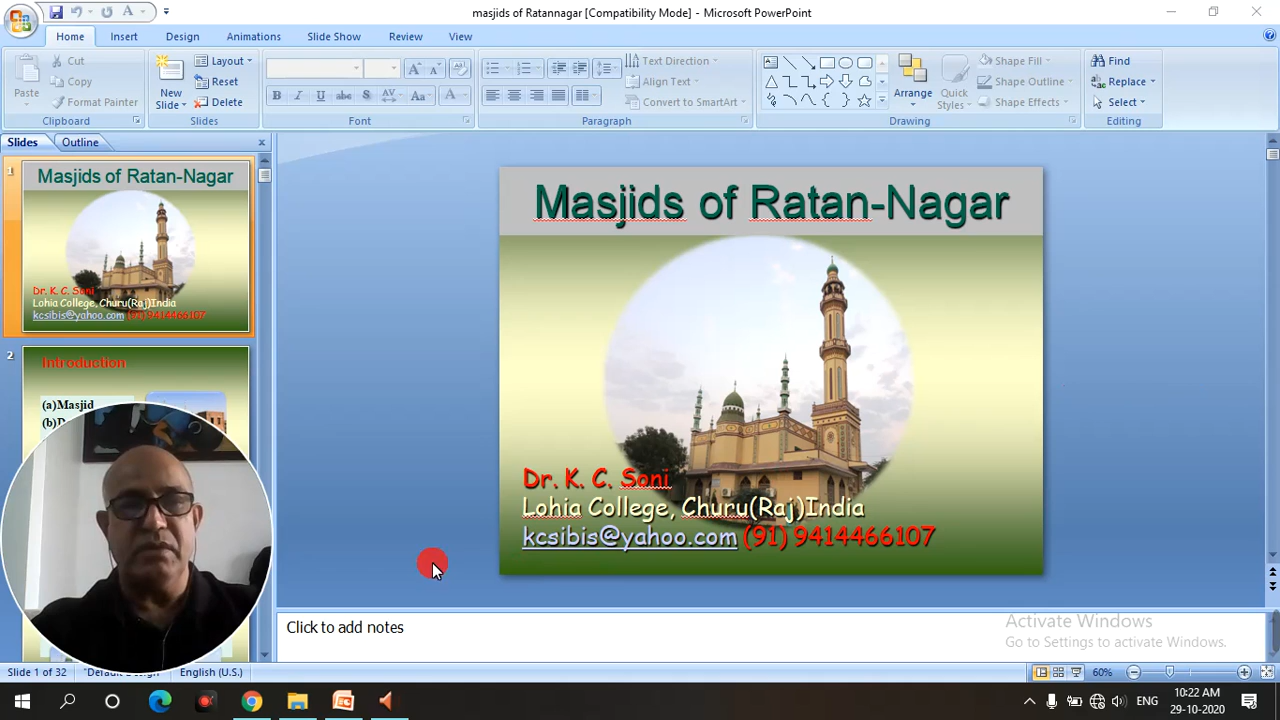 masjids of Ratannagar [Compatibility Mode] - Microsoft PowerPoint
Home Insert Design Animations Slide Show Review View
Paste
Cut
Copy
Format Painter
Clipboard
New Slide
Layout
Reset
Delete
Slides
B I U abc S AV Aa A
Font
Text Direction
Align Text
Convert to SmartArt
Paragraph
Arrange
Quick Styles
Shape Fill
Shape Outline
Shape Effects
Drawing
Find
Replace
Select
Editing
Slides Outline
1
Masjids of Ratan-Nagar
Dr. K. C. Soni
Lohia College, Churu(Raj)India
kcsibis@yahoo.com (91) 9414466107
2
Introduction
(a)Masjid
Masjids of Ratan-Nagar
Dr. K. C. Soni
Lohia College, Churu(Raj)India
kcsibis@yahoo.com (91) 9414466107
Click to add notes
Activate Windows
Go to Settings to activate Windows.
Slide 1 of 32 "Default Design" English (U.S.) 60%
ENG
10:22 AM
29-10-2020